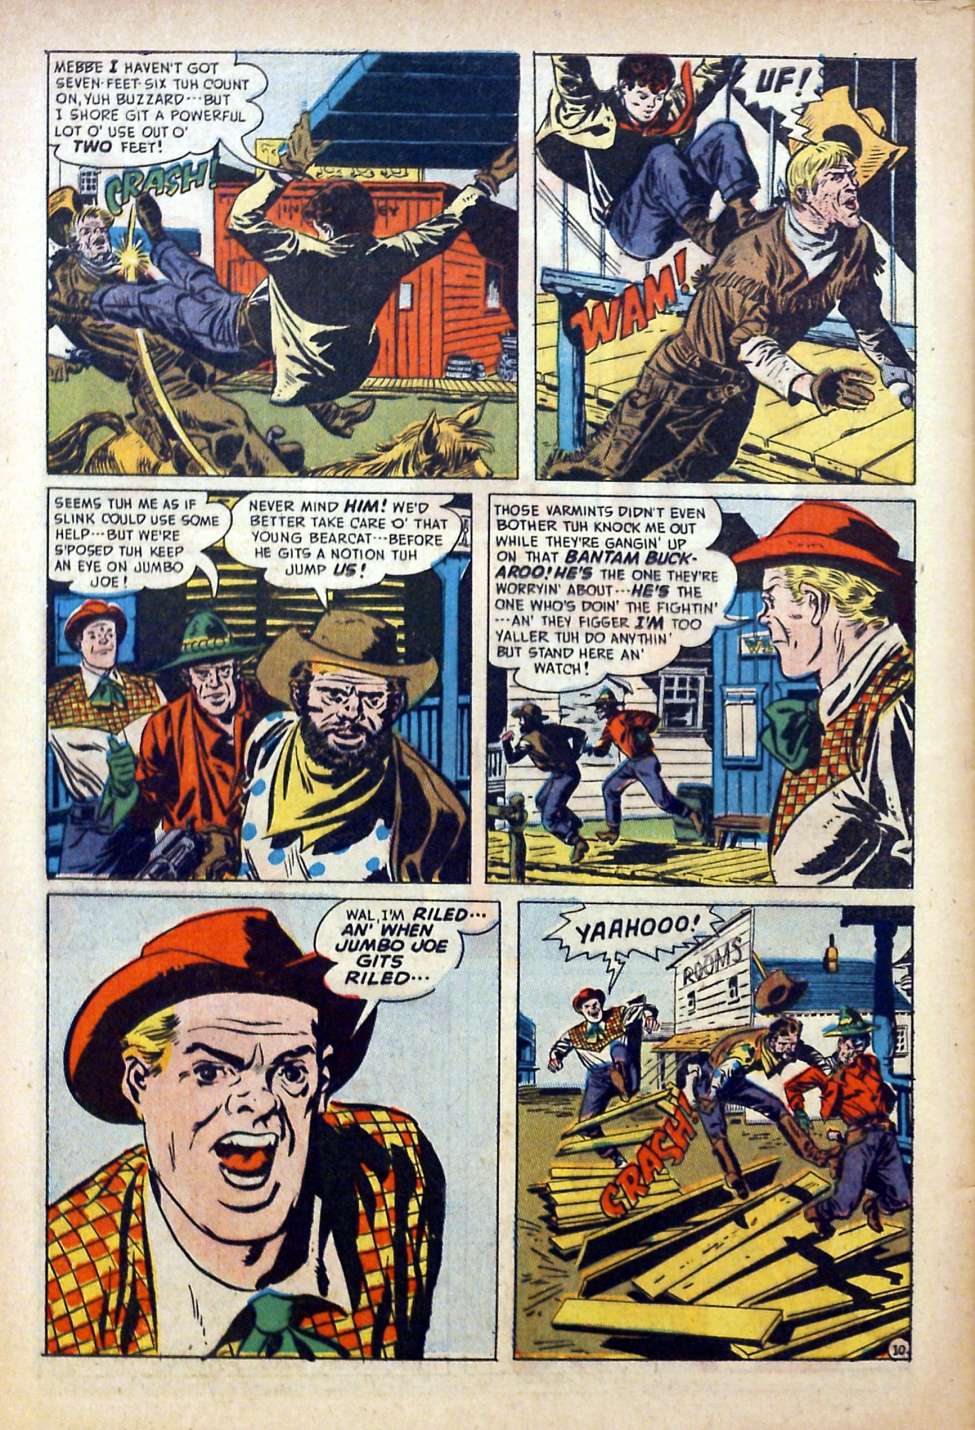 MEBBE I HAVEN'T GOT
SEVEN-FEET-SIX TUH COUNT
ON, YUH BUZZARD---BUT
I SHORE GIT A POWERFUL
LOT O' USE OUT O'
TWO FEET!
CRASH!
UF!
WAM!
SEEMS TUH ME AS IF
SLINK COULD USE SOME
HELP---BUT WE'RE
S'POSED TUH KEEP
AN EYE ON JUMBO
JOE!
NEVER MIND HIM! WE'D
BETTER TAKE CARE O' THAT
YOUNG BEARCAT---BEFORE
HE GITS A NOTION TUH
JUMP US!
THOSE VARMINTS DIDN'T EVEN
BOTHER TUH KNOCK ME OUT
WHILE THEY'RE GANGIN' UP
ON THAT BANTAM BUCK-
AROO! HE'S THE ONE THEY'RE
WORRYIN' ABOUT---HE'S THE
ONE WHO'S DOIN' THE FIGHTIN'
---AN' THEY FIGGER I'M TOO
YALLER TUH DO ANYTHIN'
BUT STAND HERE AN'
WATCH!
WAL, I'M RILED---
AN' WHEN
JUMBO JOE
GITS
RILED---
YAAHOOO!
ROOMS
CRASH!
10